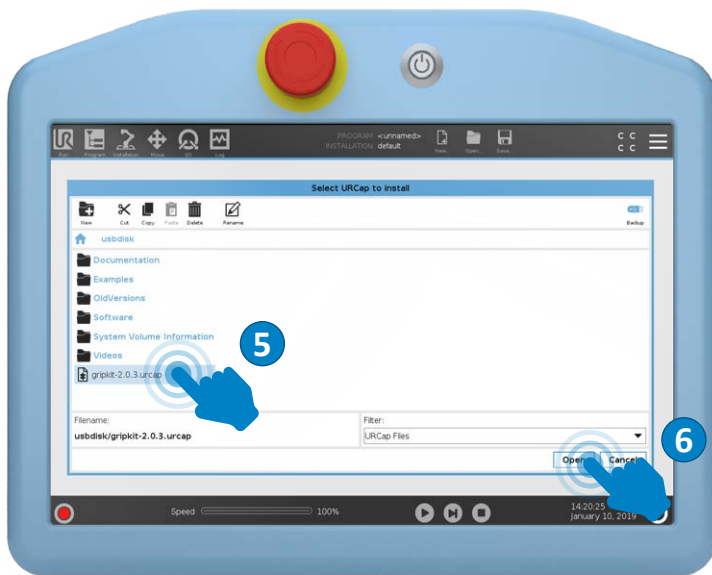 PROGRAM <unnamed>
INSTALLATION default
Run Program Installation Move I/O Log New... Open... Save...
C C
C C
Select URCap to install
New Cut Copy Paste Delete Rename Backup
usbdisk
Documentation
Examples
OldVersions
Software
System Volume Information
Videos
gripkit-2.0.3.urcap
5
Filename:
Filter:
usbdisk/gripkit-2.0.3.urcap
URCap Files
6
Open Cancel
Speed 100%
14:20:25
January 10, 2019